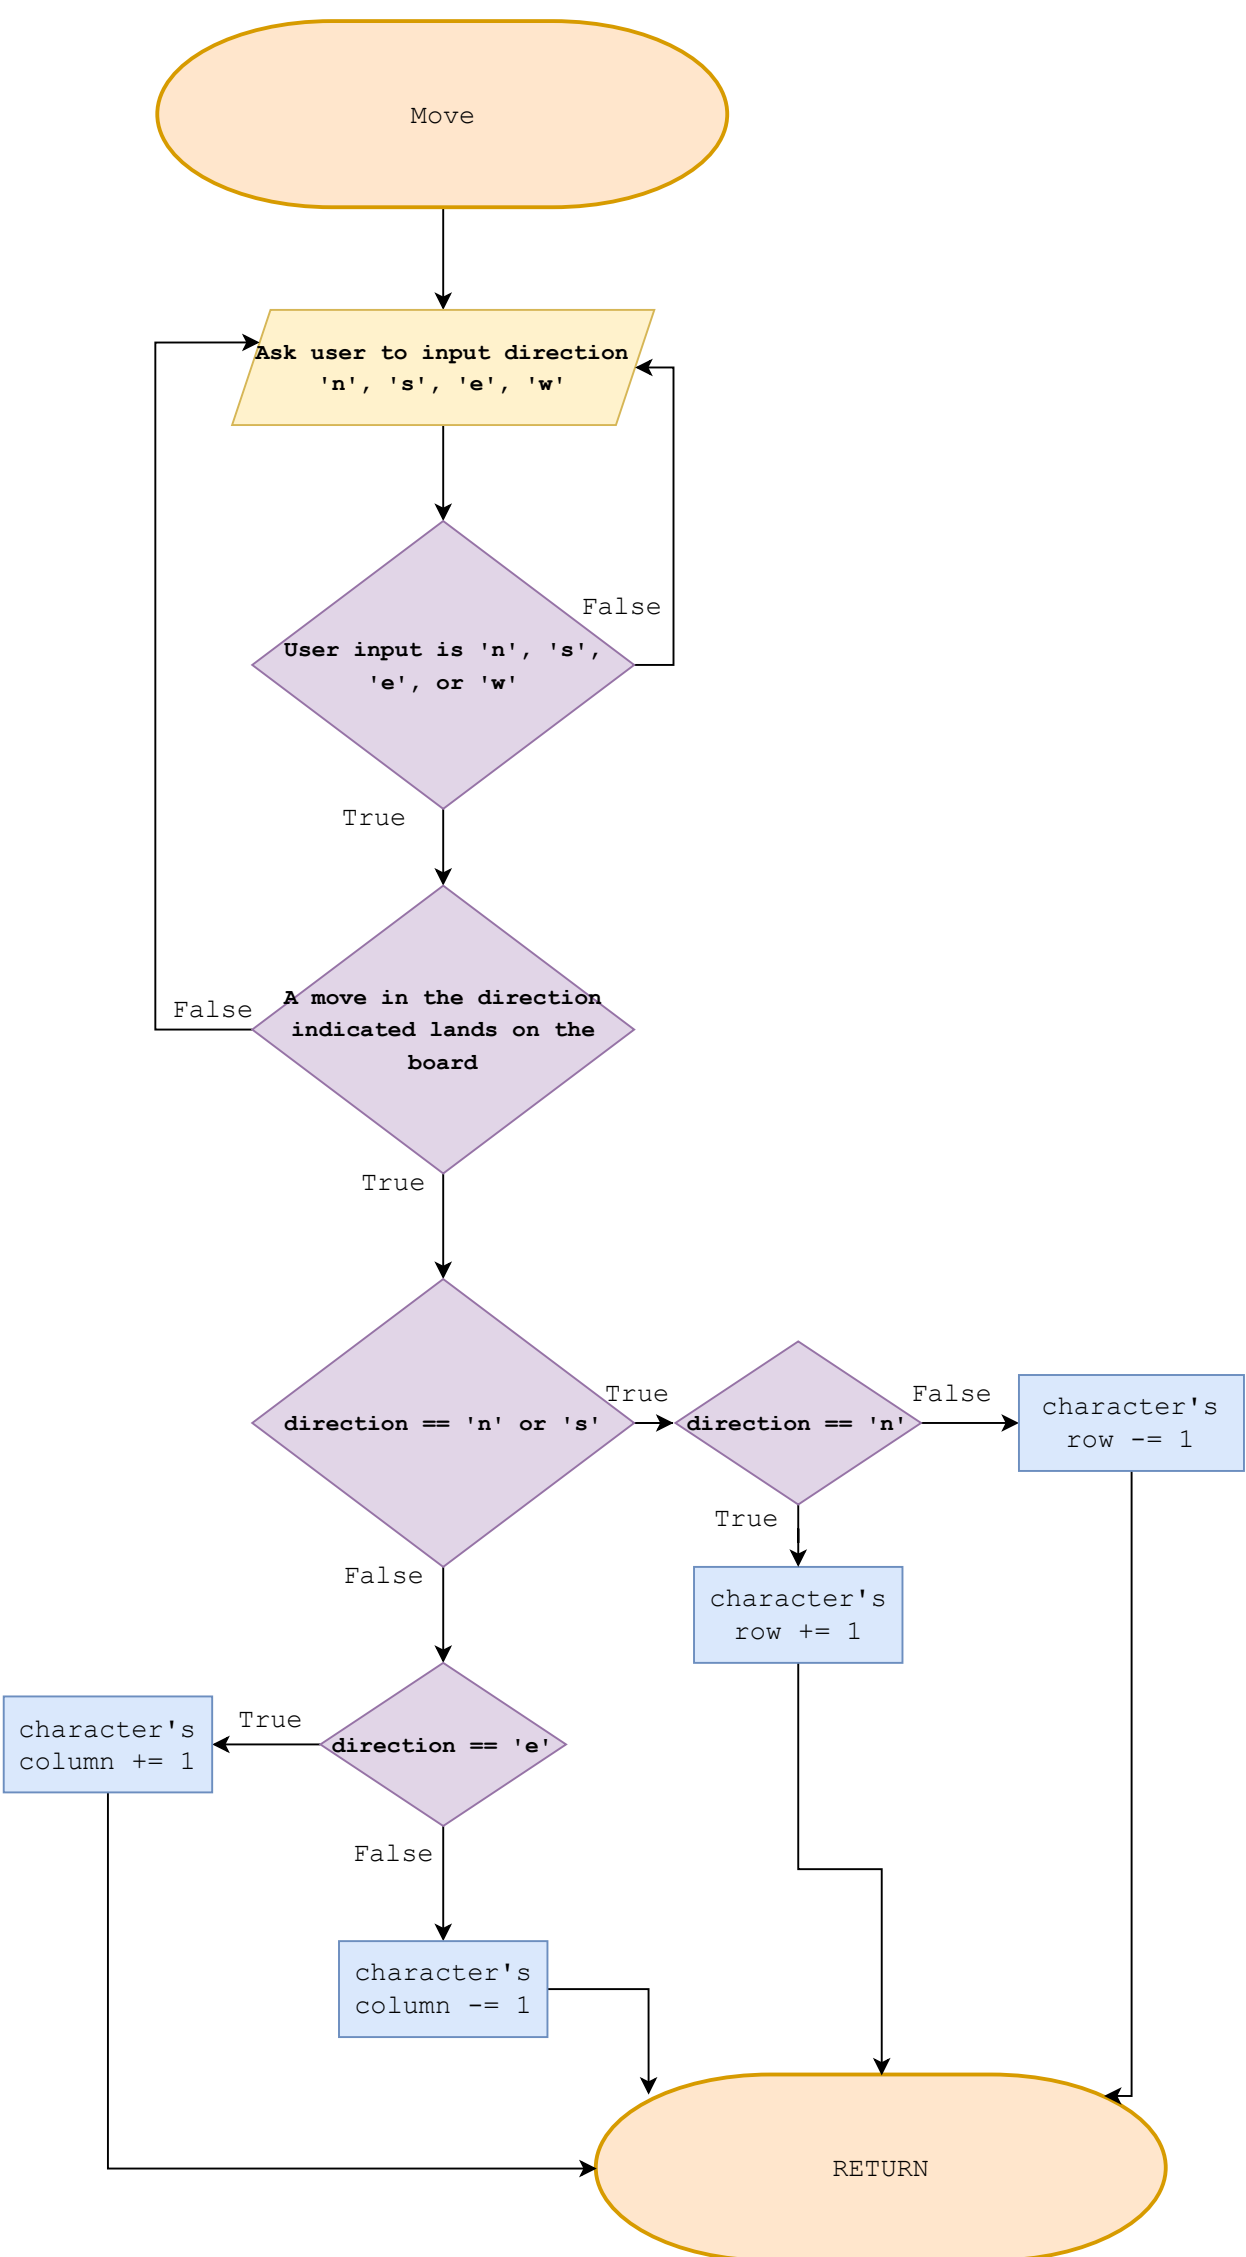 Move
Ask user to input direction
'n', 's', 'e', 'w'
False
User input is 'n', 's',
'e', or 'w'
True
False
A move in the direction
indicated lands on the
board
True
direction == 'n' or 's'
True
direction == 'n'
False
character's
row -= 1
True
character's
row += 1
False
direction == 'e'
True
character's
column += 1
False
character's
column -= 1
RETURN